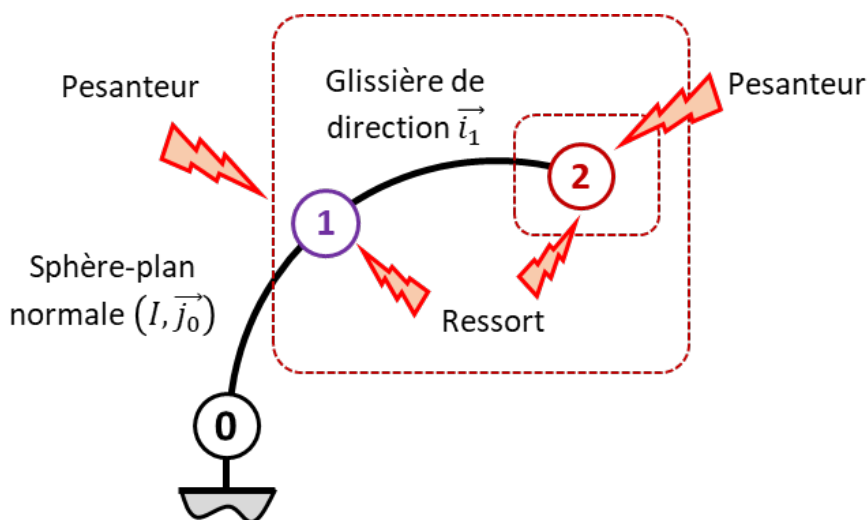 Pesanteur
Glissière de
direction \vec{i_1}
Pesanteur
2
1
Sphère-plan
normale (I, \vec{j_0})
Ressort
0